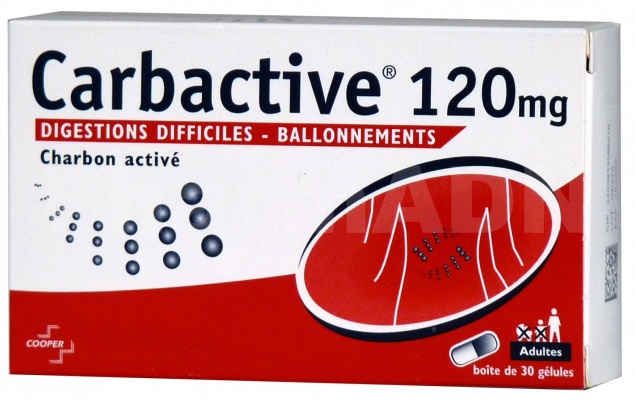 Carbactive® 120mg
DIGESTIONS DIFFICILES - BALLONNEMENTS
Charbon activé
COOPER
Adultes
boîte de 30 gélules